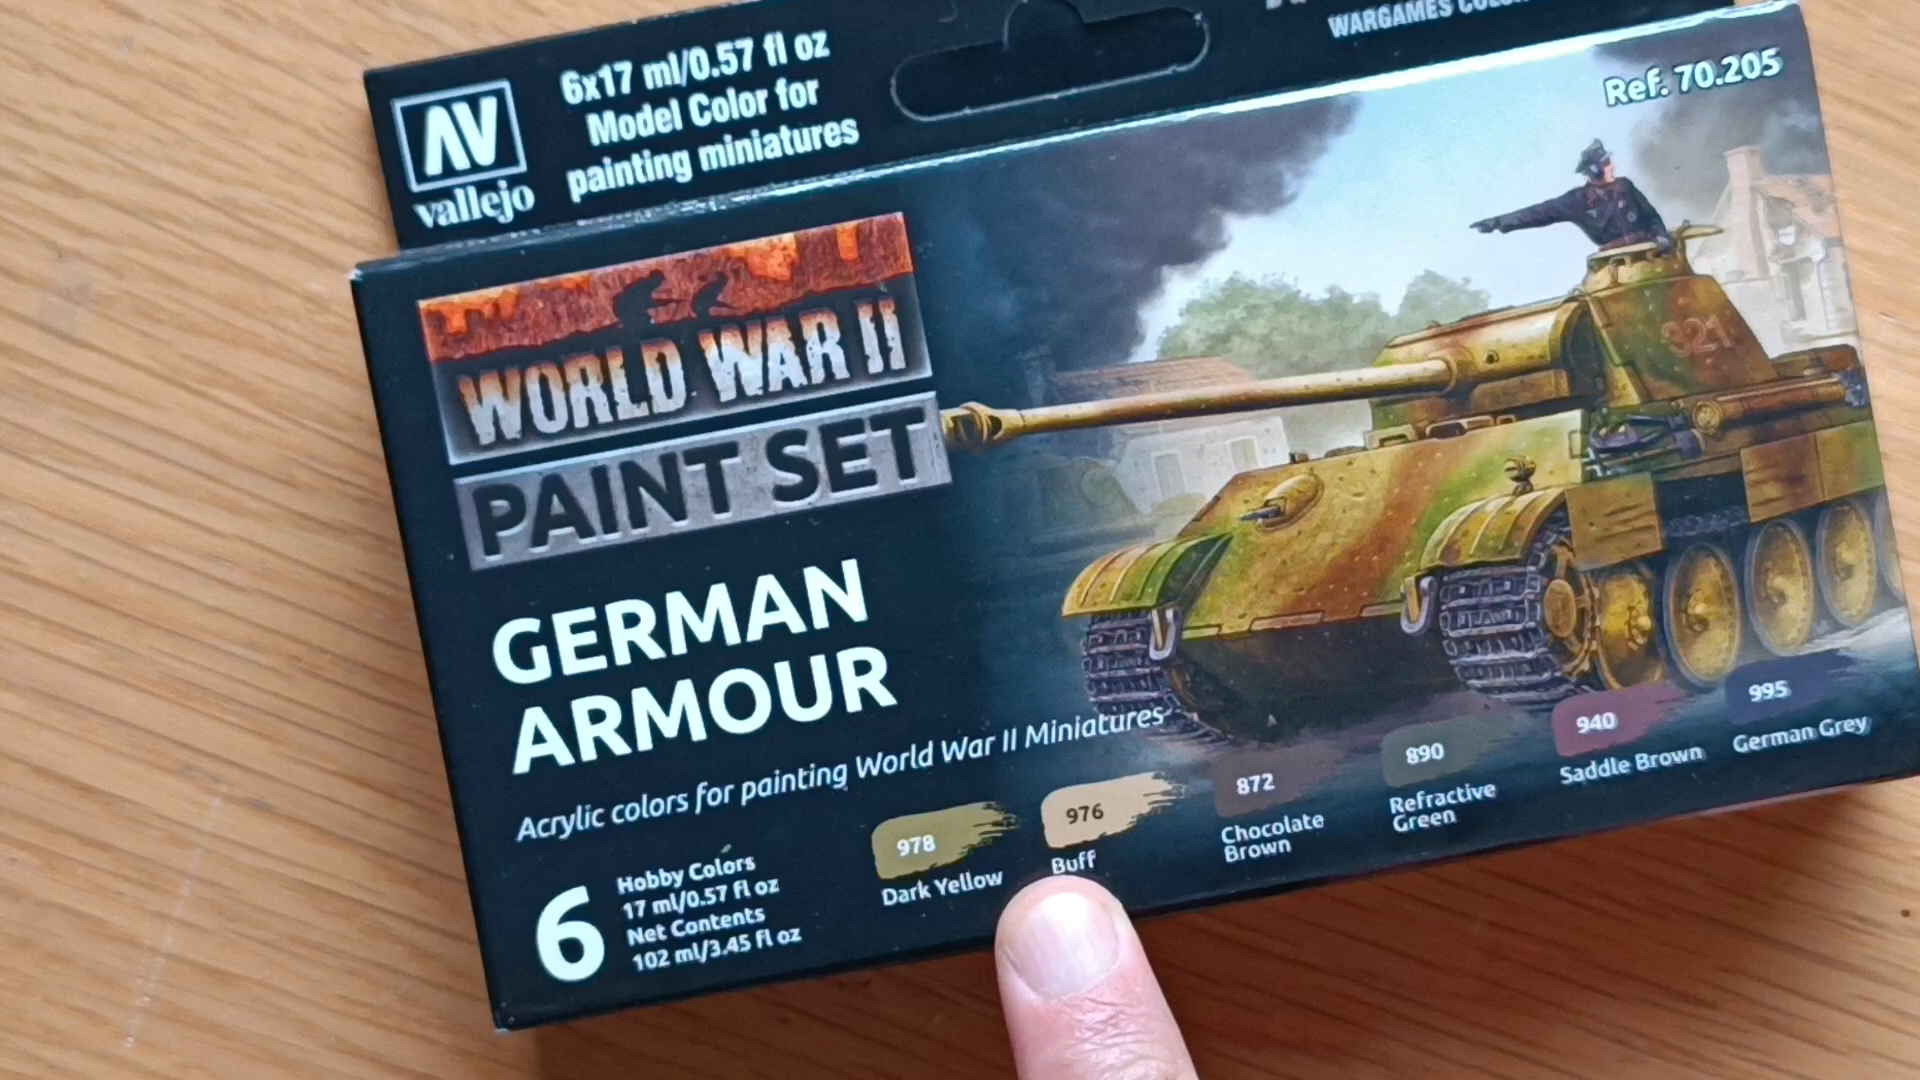 AV
vallejo
6x17 ml/0.57 fl oz
Model Color for
painting miniatures
WARGAMES
Ref. 70.205
WORLD WAR II
PAINT SET
321
GERMAN
ARMOUR
Acrylic colors for painting World War II Miniatures
6
Hobby Colors
17 ml/0.57 fl oz
Net Contents
102 ml/3.45 fl oz
978
Dark Yellow
976
Buff
872
Chocolate
Brown
890
Refractive
Green
940
Saddle Brown
995
German Grey